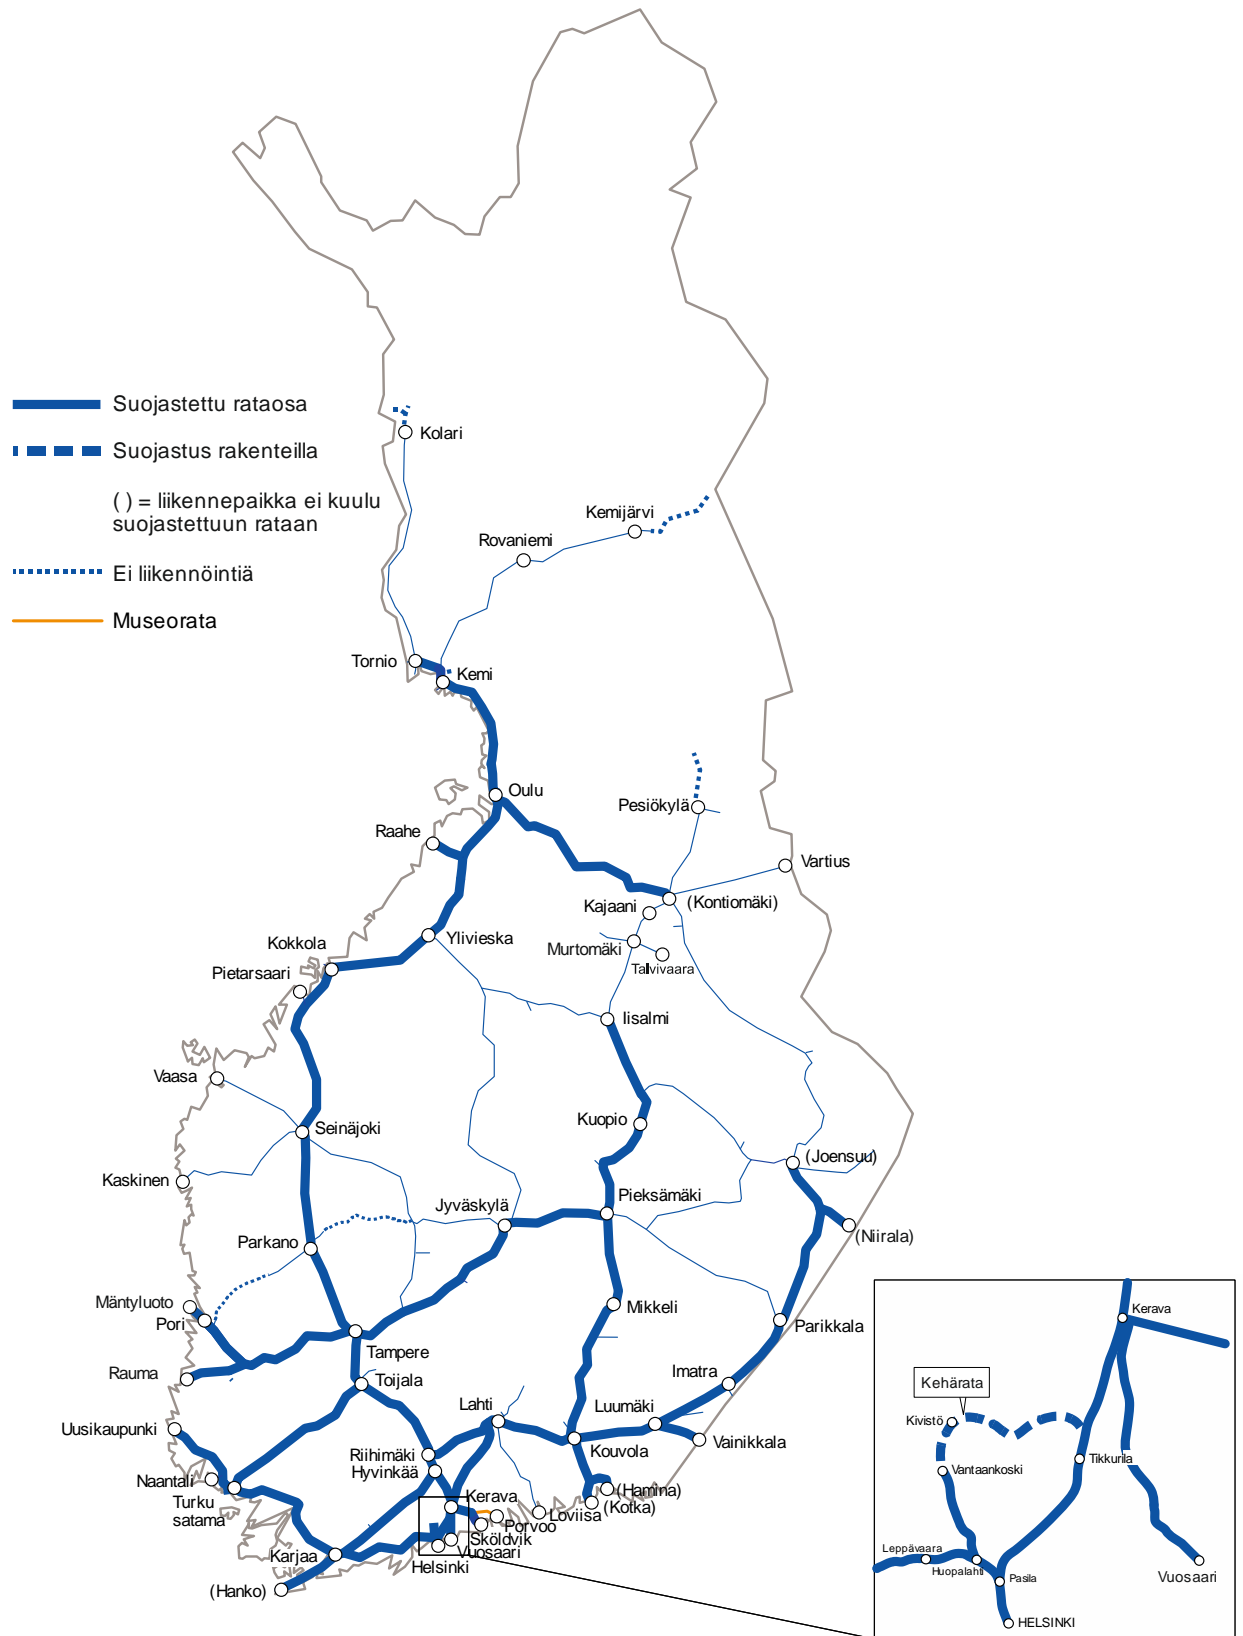 Suojastettu rataosa
Suojastus rakenteilla
( ) = liikennepaikka ei kuulu
suojastettuun rataan
Ei liikennöintiä
Museorata
Kolari
Kemijärvi
Rovaniemi
Tornio
Kemi
Oulu
Pesiökylä
Raahe
Vartius
Kajaani
(Kontiomäki)
Ylivieska
Murtomäki
Kokkola
Talvivaara
Pietarsaari
Iisalmi
Vaasa
Kuopio
Seinäjoki
(Joensuu)
Kaskinen
Pieksämäki
Jyväskylä
(Niirala)
Parkano
Mäntyluoto
Pori
Mikkeli
Parikkala
Tampere
Rauma
Imatra
Toijala
Lahti
Luumäki
Uusikaupunki
Kouvola
Vainikkala
Riihimäki
Hyvinkää
Naantali
Turku
satama
Kerava
(Hamina)
(Kotka)
Loviisa
Porvoo
Sköldvik
Vuosaari
Karjaa
Helsinki
(Hanko)
Kerava
Kehärata
Kivistö
Tikkurila
Vantaankoski
Leppävaara
Huopalahti
Pasila
Vuosaari
HELSINKI